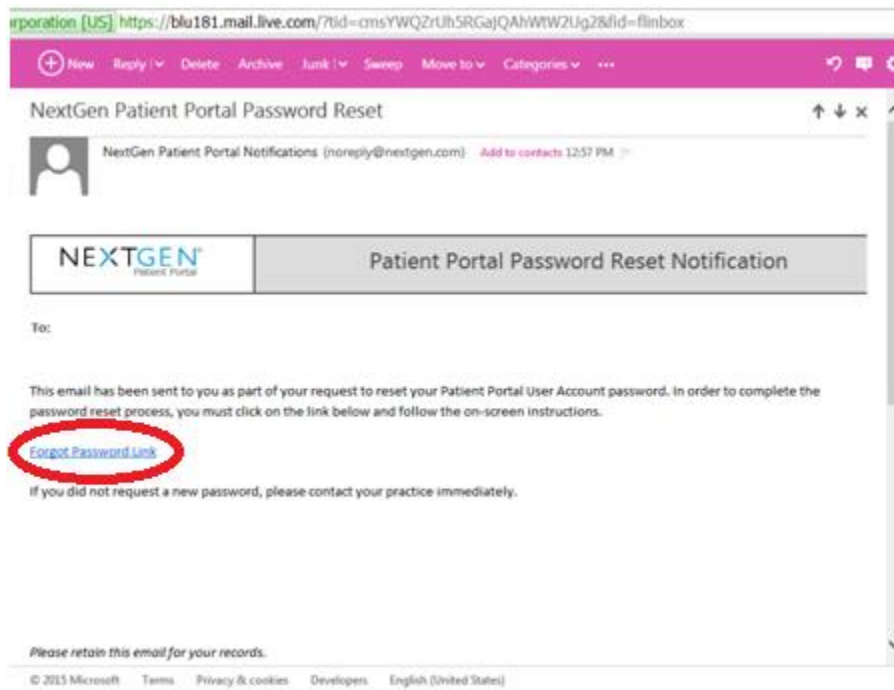 rporation [US] https://blu181.mail.live.com/?tid=cmsYWQZrUh5RGaJQAhWtW2Ug2&fid=flinbox
New Reply Delete Archive Junk Sweep Move to Categories ...
NextGen Patient Portal Password Reset
NextGen Patient Portal Notifications (noreply@nextgen.com) Add to contacts 12:57 PM
NEXTGEN
Patient Portal
Patient Portal Password Reset Notification
To:
This email has been sent to you as part of your request to reset your Patient Portal User Account password. In order to complete the
password reset process, you must click on the link below and follow the on-screen instructions.
Forgot Password Link
If you did not request a new password, please contact your practice immediately.
Please retain this email for your records.
© 2015 Microsoft Terms Privacy & cookies Developers English (United States)